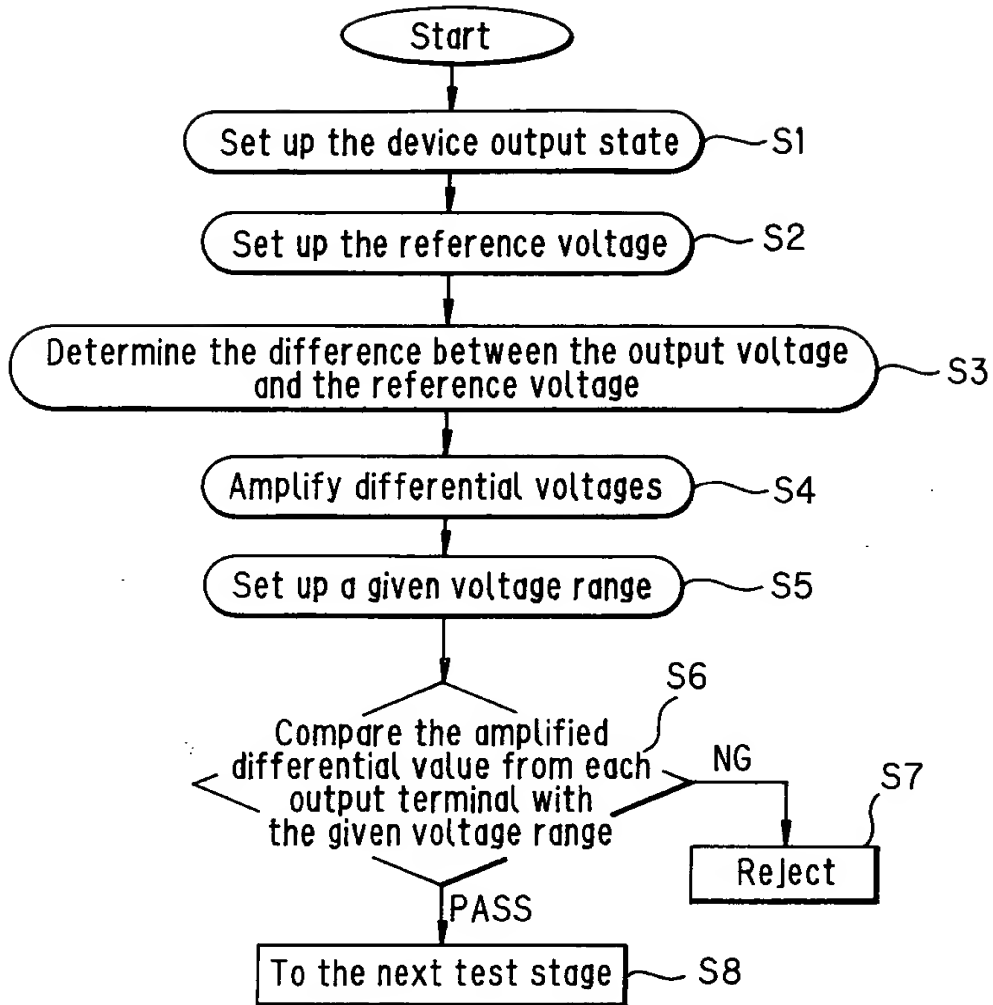 Start
Set up the device output state
S1
Set up the reference voltage
S2
Determine the difference between the output voltage
and the reference voltage
S3
Amplify differential voltages
S4
Set up a given voltage range
S5
S6
Compare the amplified
differential value from each
output terminal with
the given voltage range
NG
S7
Reject
PASS
To the next test stage
S8